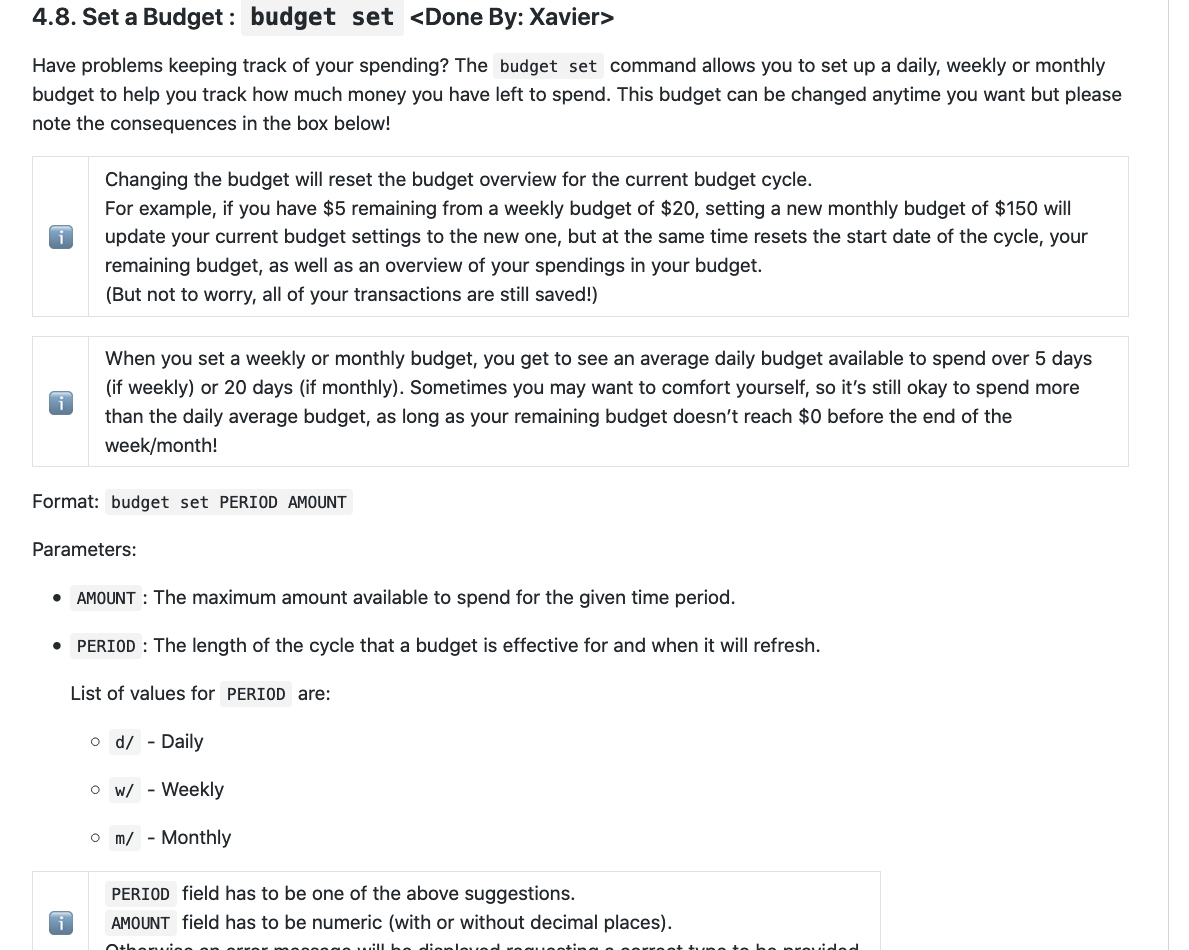 4.8. Set a Budget : budget set <Done By: Xavier>
Have problems keeping track of your spending? The budget set command allows you to set up a daily, weekly or monthly
budget to help you track how much money you have left to spend. This budget can be changed anytime you want but please
note the consequences in the box below!
Changing the budget will reset the budget overview for the current budget cycle.
For example, if you have $5 remaining from a weekly budget of $20, setting a new monthly budget of $150 will
update your current budget settings to the new one, but at the same time resets the start date of the cycle, your
remaining budget, as well as an overview of your spendings in your budget.
(But not to worry, all of your transactions are still saved!)
When you set a weekly or monthly budget, you get to see an average daily budget available to spend over 5 days
(if weekly) or 20 days (if monthly). Sometimes you may want to comfort yourself, so it’s still okay to spend more
than the daily average budget, as long as your remaining budget doesn’t reach $0 before the end of the
week/month!
Format: budget set PERIOD AMOUNT
Parameters:
AMOUNT : The maximum amount available to spend for the given time period.
PERIOD : The length of the cycle that a budget is effective for and when it will refresh.
List of values for PERIOD are:
d/ - Daily
w/ - Weekly
m/ - Monthly
PERIOD field has to be one of the above suggestions.
AMOUNT field has to be numeric (with or without decimal places).
Otherwise an error message will be displayed requesting a correct type to be provided.